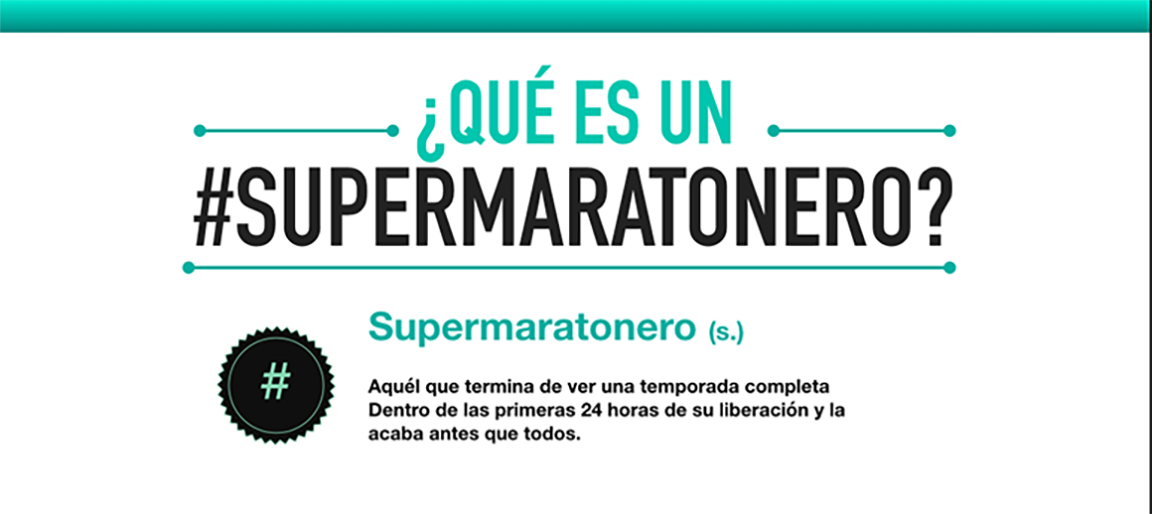 ¿QUÉ ES UN
#SUPERMARATONERO?
Supermaratonero (s.)
#
Aquél que termina de ver una temporada completa
Dentro de las primeras 24 horas de su liberación y la
acaba antes que todos.